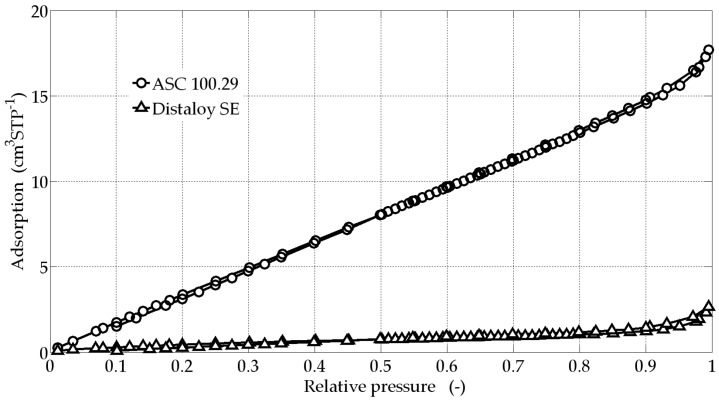 20
15
10
5
0
Adsorption (cm³STP⁻¹)
ASC 100.29
Distaloy SE
0 0.1 0.2 0.3 0.4 0.5 0.6 0.7 0.8 0.9 1
Relative pressure (-)